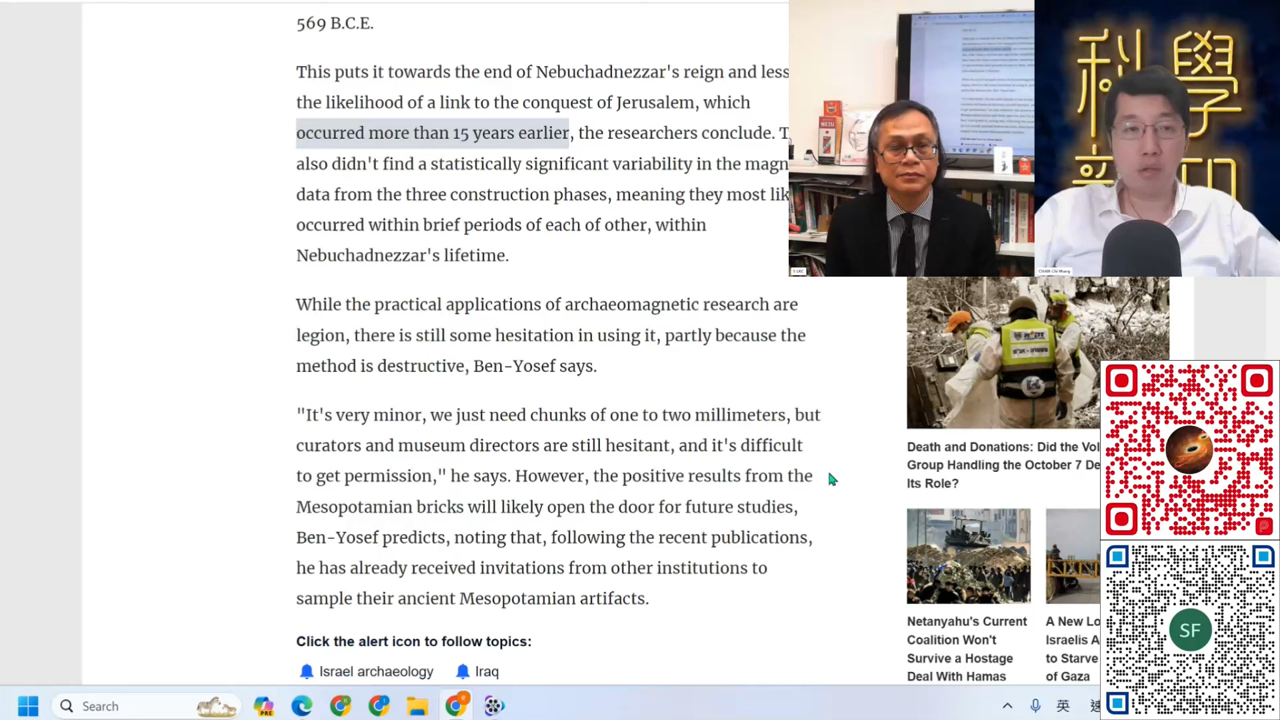 569 B.C.E.
This puts it towards the end of Nebuchadnezzar's reign and less
the likelihood of a link to the conquest of Jerusalem, which
occurred more than 15 years earlier, the researchers conclude. T
also didn't find a statistically significant variability in the magn
data from the three construction phases, meaning they most lik
occurred within brief periods of each of other, within
Nebuchadnezzar's lifetime.
While the practical applications of archaeomagnetic research are
legion, there is still some hesitation in using it, partly because the
method is destructive, Ben-Yosef says.
"It's very minor, we just need chunks of one to two millimeters, but
curators and museum directors are still hesitant, and it's difficult
to get permission," he says. However, the positive results from the
Mesopotamian bricks will likely open the door for future studies,
Ben-Yosef predicts, noting that, following the recent publications,
he has already received invitations from other institutions to
sample their ancient Mesopotamian artifacts.
Click the alert icon to follow topics:
Israel archaeology
Iraq
科學
Death and Donations: Did the Vol
Group Handling the October 7 De
Its Role?
Netanyahu's Current
Coalition Won't
Survive a Hostage
Deal With Hamas
A New Lo
Israelis A
to Starve
of Gaza
SF
Search
PRE
英
速